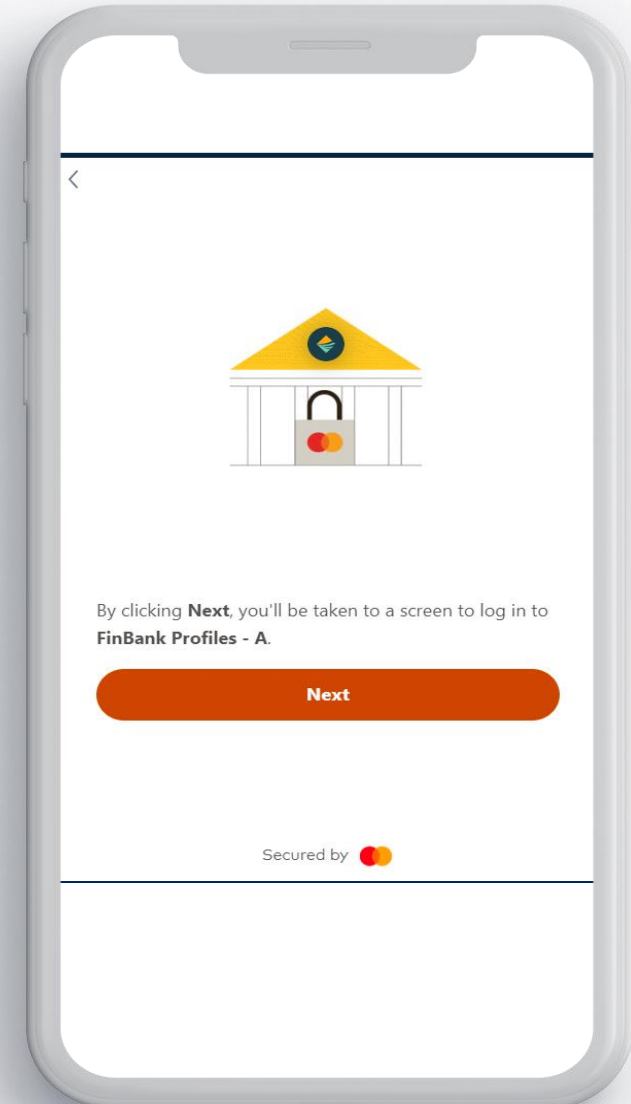 By clicking Next, you'll be taken to a screen to log in to
FinBank Profiles - A.
Next
Secured by